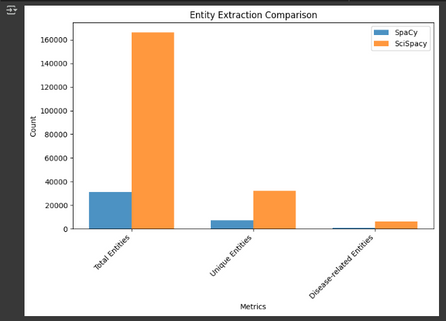 Entity Extraction Comparison
SpaCy
SciSpacy
160000
140000
120000
100000
80000
60000
40000
20000
0
Count
Total Entities
Unique Entities
Disease-related Entities
Metrics